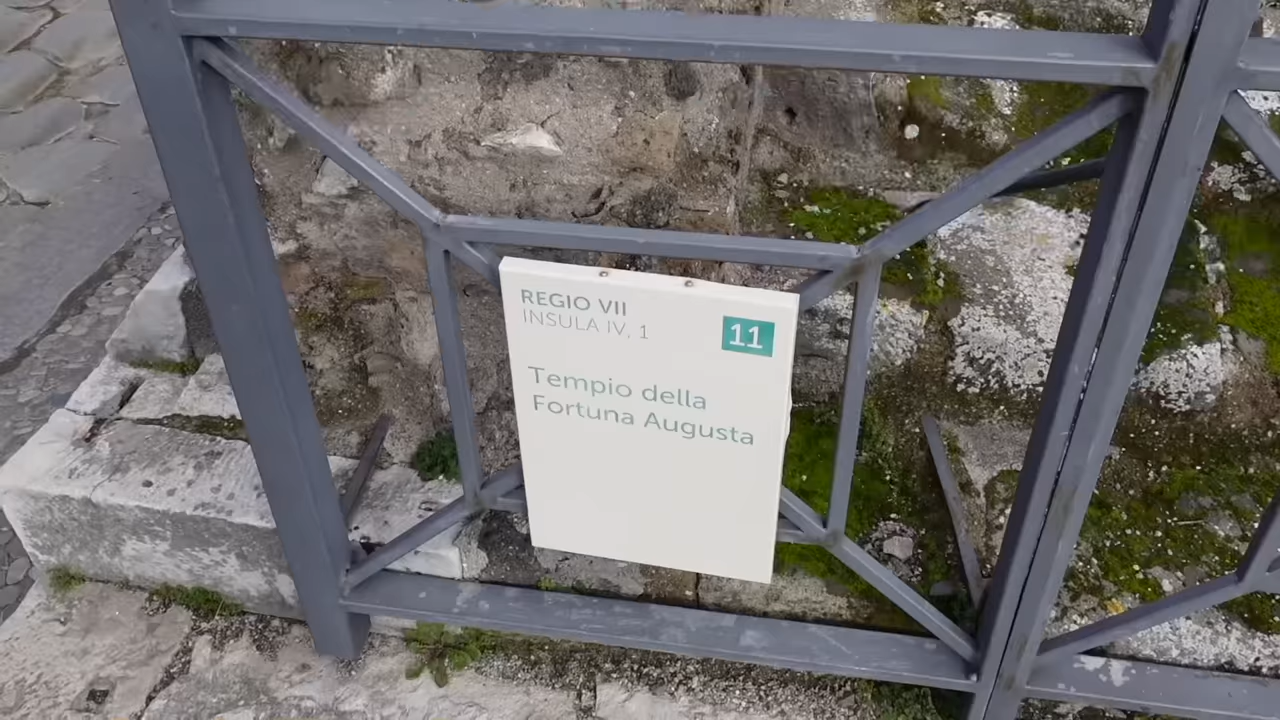 REGIO VII
INSULA IV, 1
11
Tempio della
Fortuna Augusta